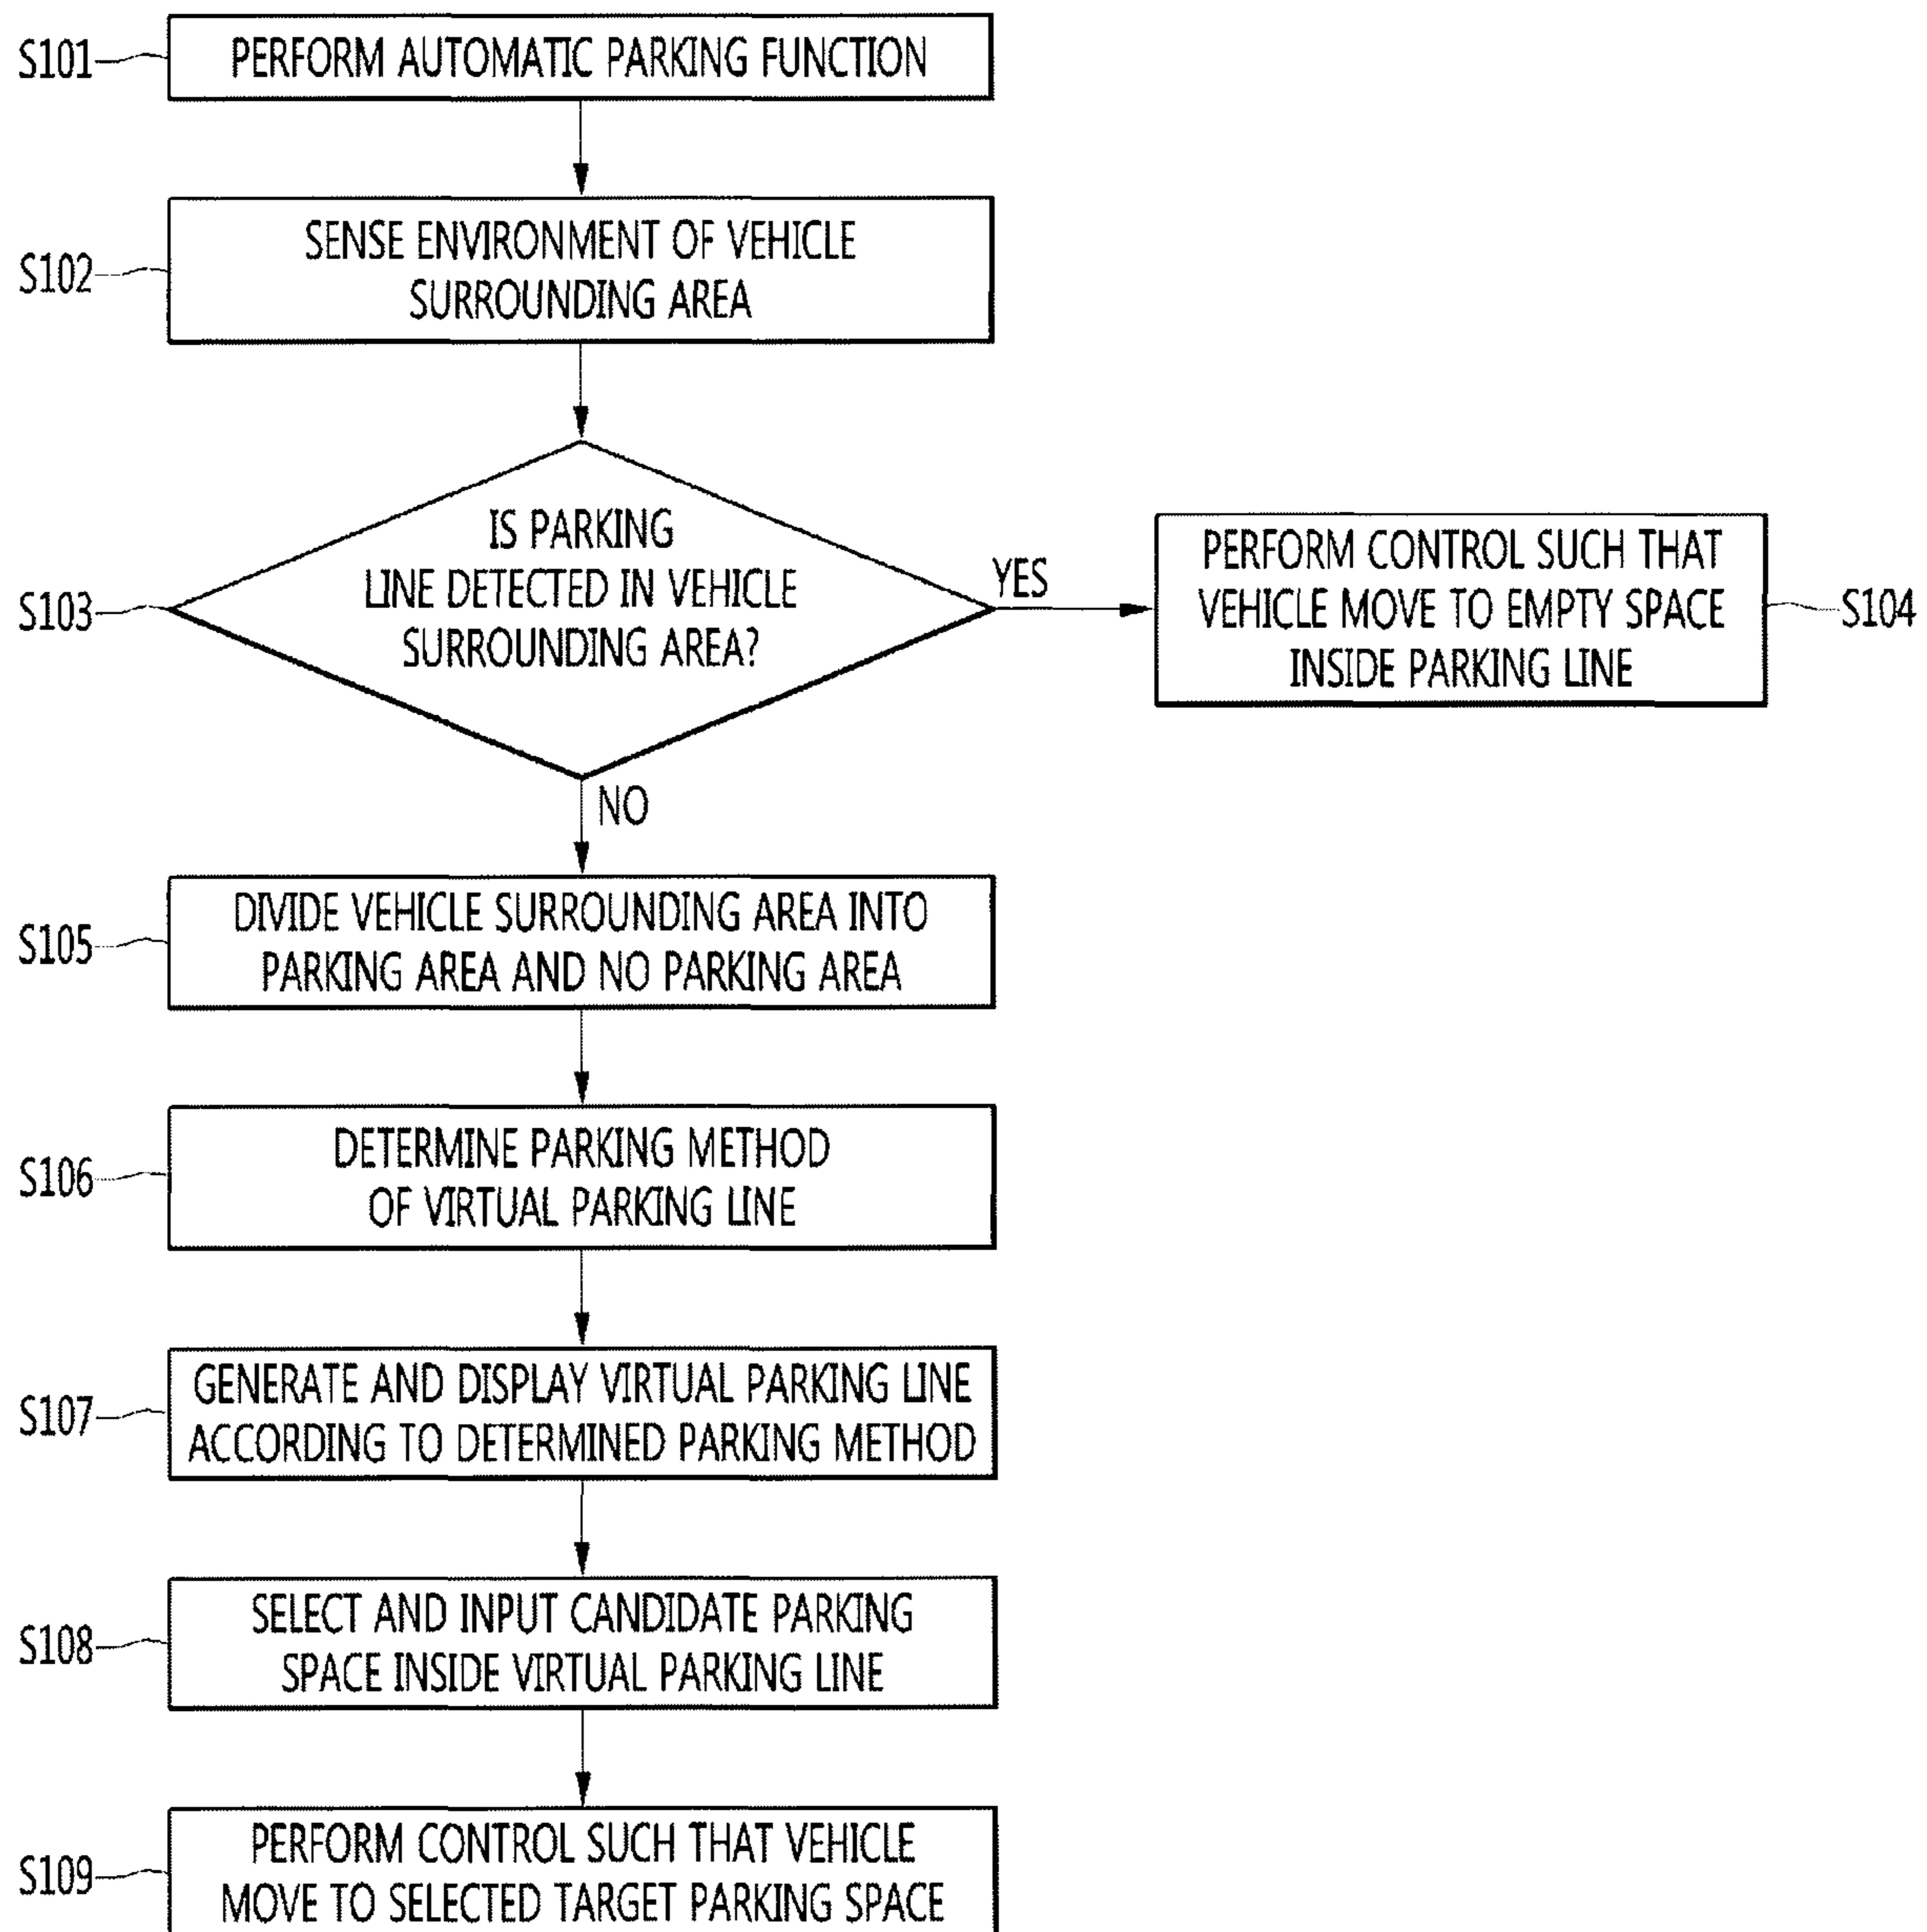 S101
PERFORM AUTOMATIC PARKING FUNCTION
S102
SENSE ENVIRONMENT OF VEHICLE
SURROUNDING AREA
S103
IS PARKING
LINE DETECTED IN VEHICLE
SURROUNDING AREA?
YES
PERFORM CONTROL SUCH THAT
VEHICLE MOVE TO EMPTY SPACE
INSIDE PARKING LINE
S104
NO
S105
DIVIDE VEHICLE SURROUNDING AREA INTO
PARKING AREA AND NO PARKING AREA
S106
DETERMINE PARKING METHOD
OF VIRTUAL PARKING LINE
S107
GENERATE AND DISPLAY VIRTUAL PARKING LINE
ACCORDING TO DETERMINED PARKING METHOD
S108
SELECT AND INPUT CANDIDATE PARKING
SPACE INSIDE VIRTUAL PARKING LINE
S109
PERFORM CONTROL SUCH THAT VEHICLE
MOVE TO SELECTED TARGET PARKING SPACE